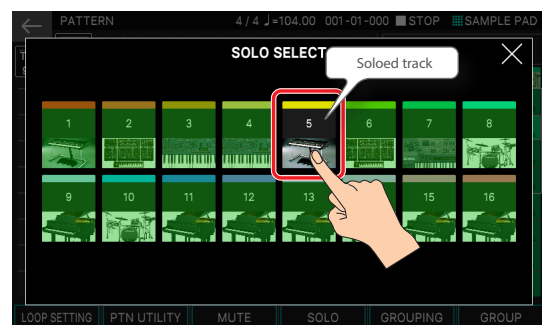 PATTERN 4 / 4 ♩=104.00 001-01-000 STOP SAMPLE PAD
SOLO SELECT
Soloed track
1 2 3 4 5 6 7 8
9 10 11 12 13 15 16
LOOP SETTING PTN UTILITY MUTE SOLO GROUPING GROUP